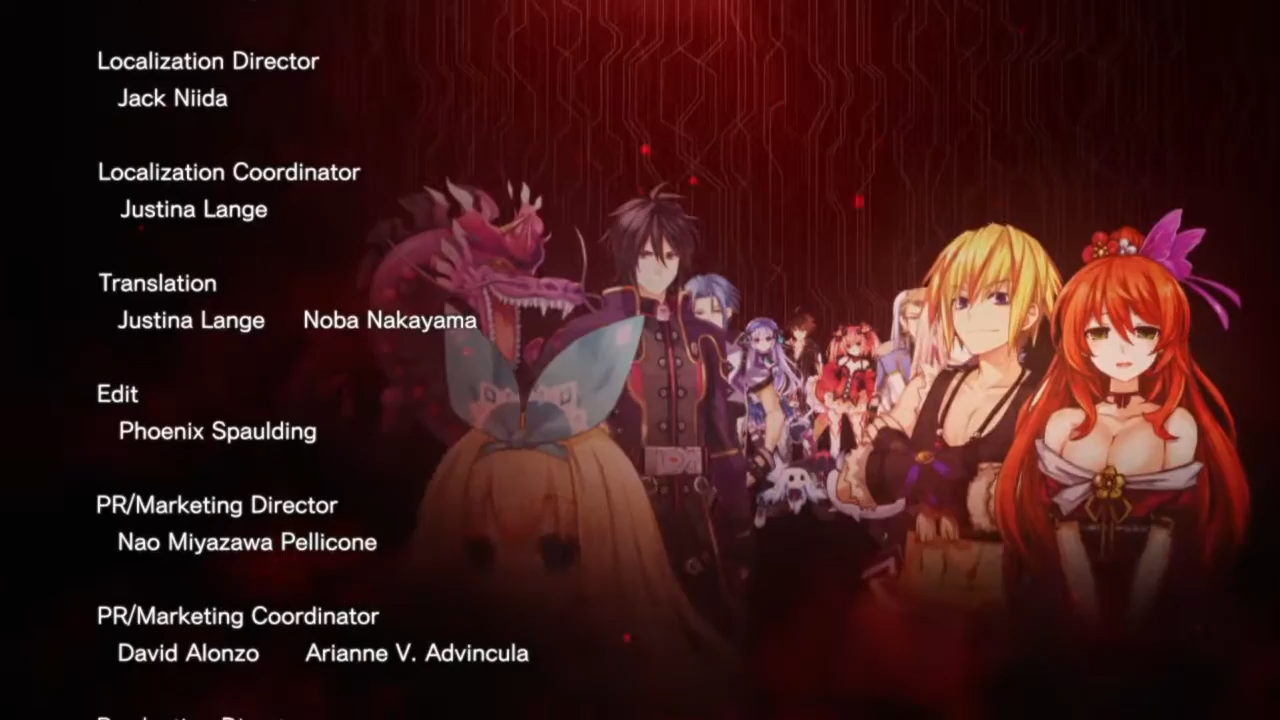 Localization Director
Jack Niida
Localization Coordinator
Justina Lange
Translation
Justina Lange Noba Nakayama
Edit
Phoenix Spaulding
PR/Marketing Director
Nao Miyazawa Pellicone
PR/Marketing Coordinator
David Alonzo Arianne V. Advincula